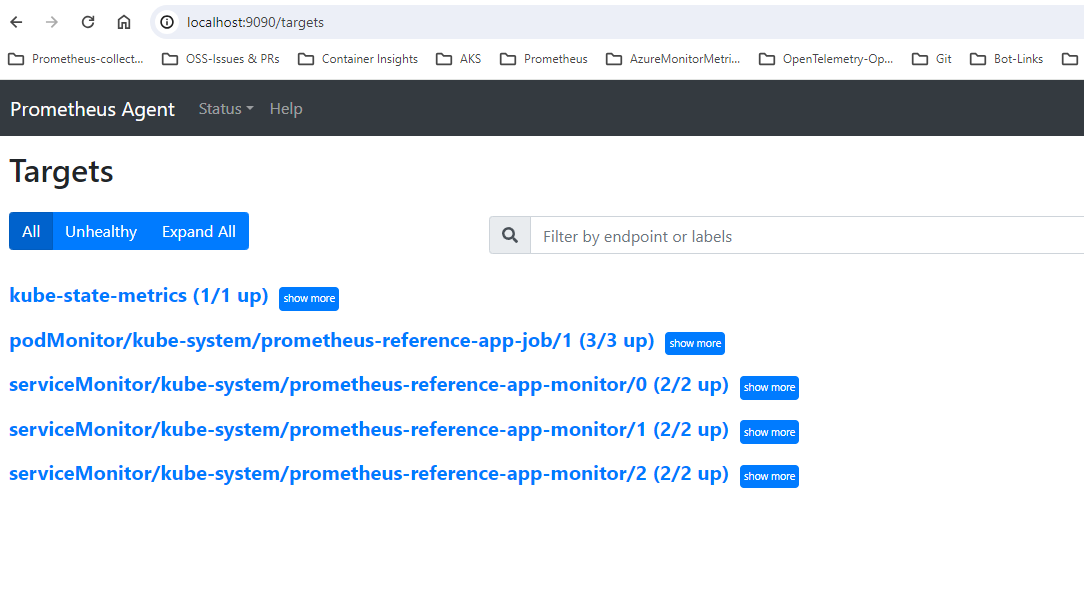 localhost:9090/targets
Prometheus-collect... OSS-Issues & PRs Container Insights AKS Prometheus AzureMonitorMetri... OpenTelemetry-Op... Git Bot-Links
Prometheus Agent Status Help
Targets
All Unhealthy Expand All Filter by endpoint or labels
kube-state-metrics (1/1 up) show more
podMonitor/kube-system/prometheus-reference-app-job/1 (3/3 up) show more
serviceMonitor/kube-system/prometheus-reference-app-monitor/0 (2/2 up) show more
serviceMonitor/kube-system/prometheus-reference-app-monitor/1 (2/2 up) show more
serviceMonitor/kube-system/prometheus-reference-app-monitor/2 (2/2 up) show more